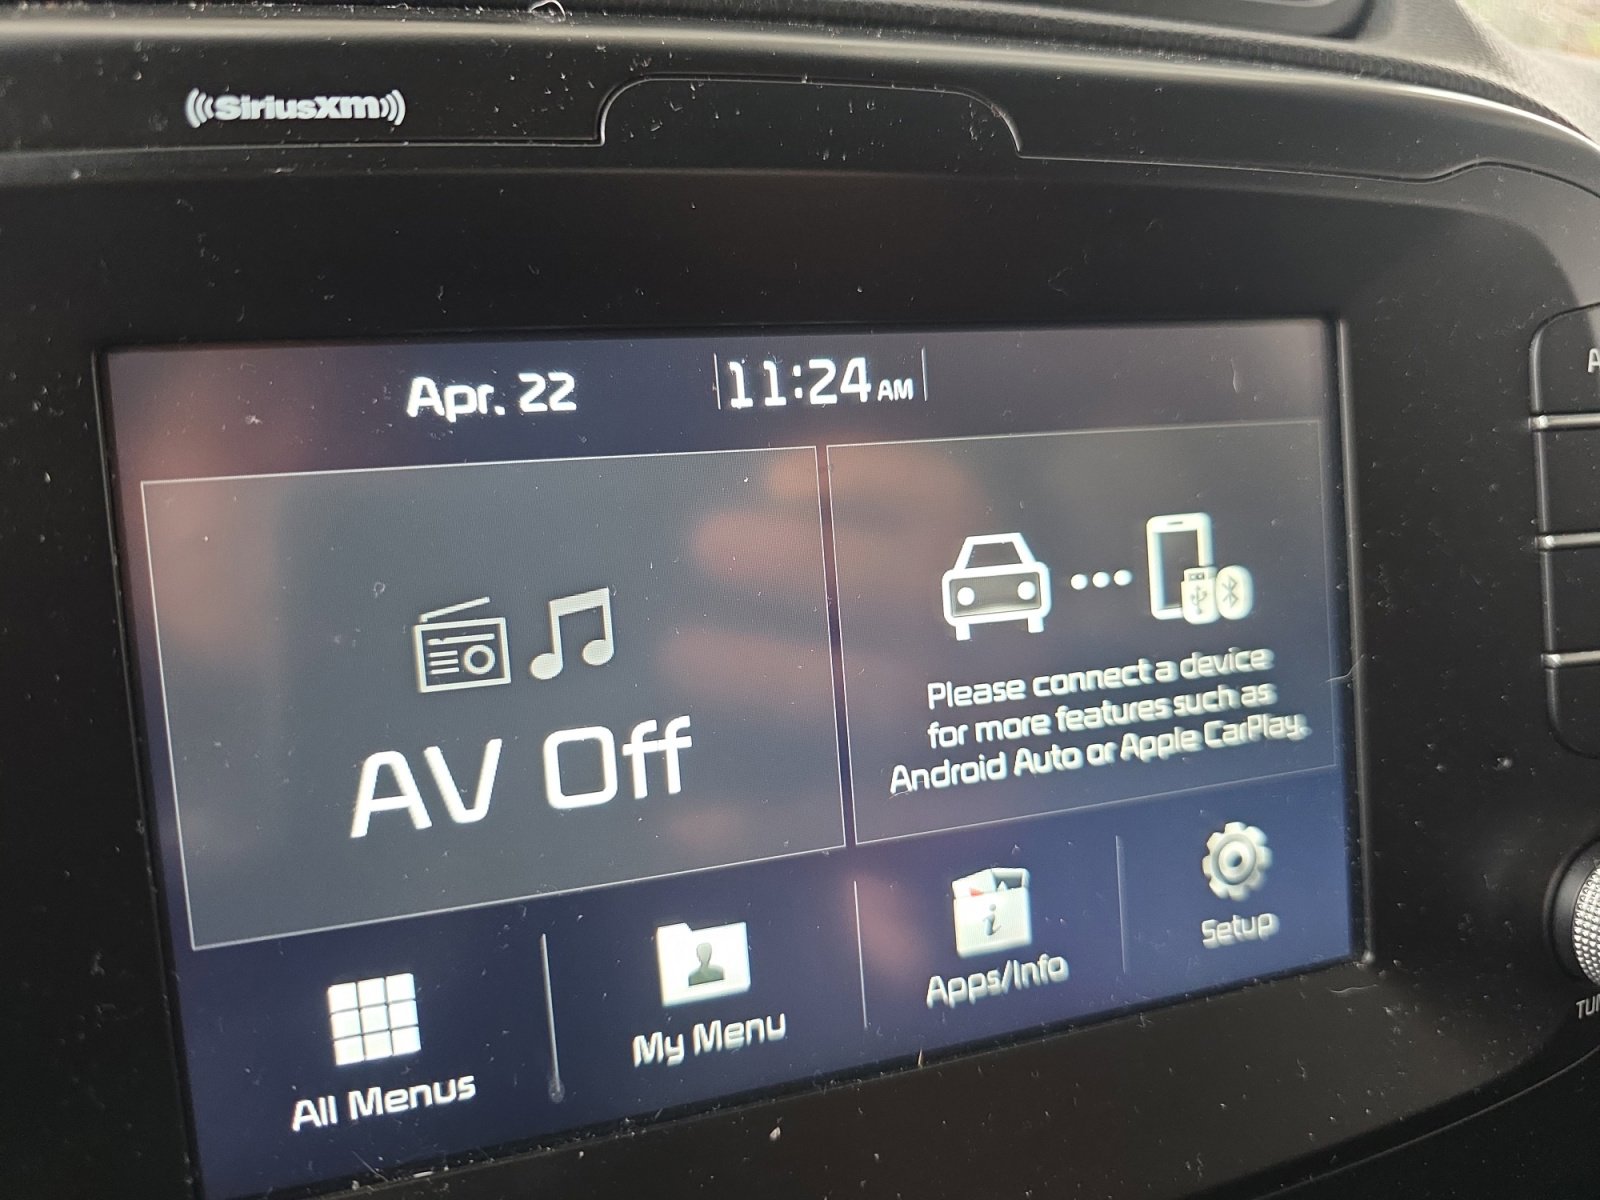 SiriusXM
Apr. 22
11:24 AM
AV Off
Please connect a device
for more features such as
Android Auto or Apple CarPlay.
All Menus
My Menu
Apps/Info
Setup